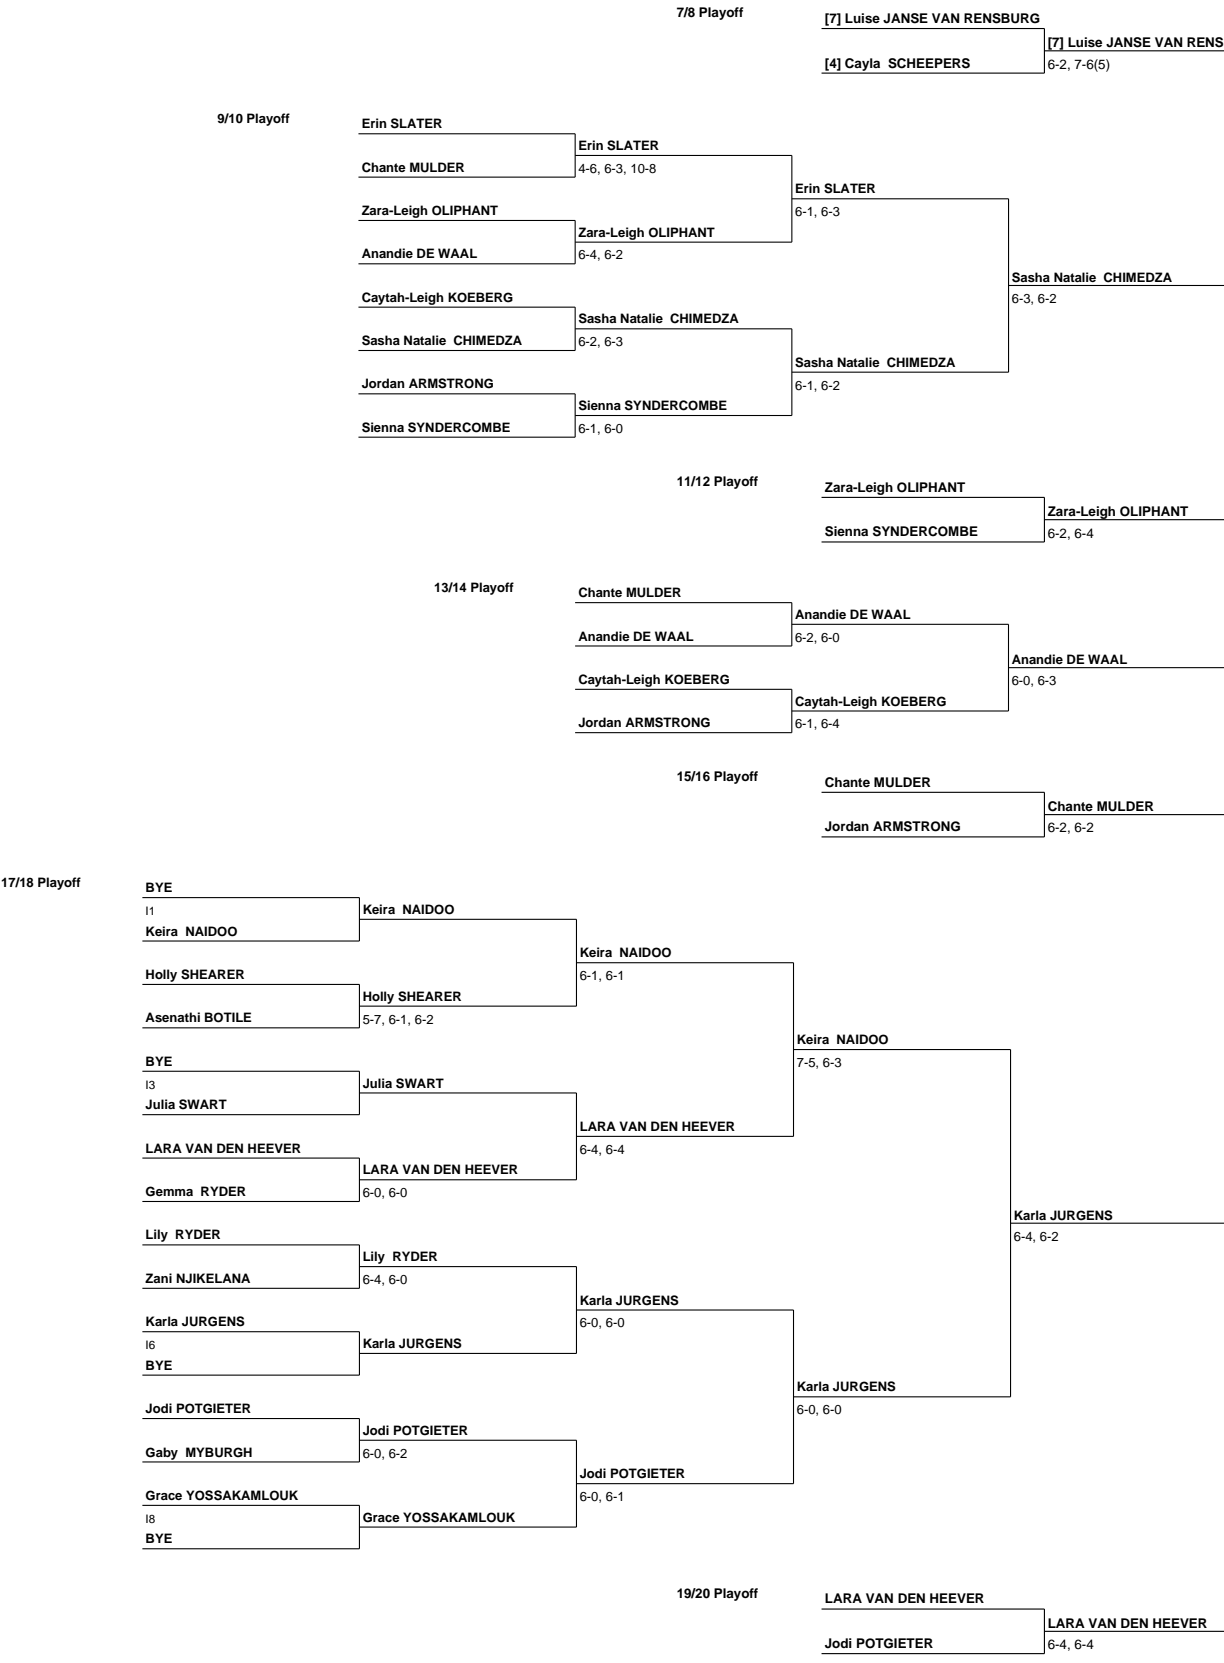 7/8 Playoff
[7] Luise JANSE VAN RENSBURG
[7] Luise JANSE VAN RENS
[4] Cayla SCHEEPERS
6-2, 7-6(5)
9/10 Playoff
Erin SLATER
Erin SLATER
Chante MULDER
4-6, 6-3, 10-8
Erin SLATER
Zara-Leigh OLIPHANT
6-1, 6-3
Zara-Leigh OLIPHANT
Anandie DE WAAL
6-4, 6-2
Sasha Natalie CHIMEDZA
Caytah-Leigh KOEBERG
6-3, 6-2
Sasha Natalie CHIMEDZA
Sasha Natalie CHIMEDZA
6-2, 6-3
Sasha Natalie CHIMEDZA
Jordan ARMSTRONG
6-1, 6-2
Sienna SYNDERCOMBE
Sienna SYNDERCOMBE
6-1, 6-0
11/12 Playoff
Zara-Leigh OLIPHANT
Zara-Leigh OLIPHANT
Sienna SYNDERCOMBE
6-2, 6-4
13/14 Playoff
Chante MULDER
Anandie DE WAAL
Anandie DE WAAL
6-2, 6-0
Anandie DE WAAL
Caytah-Leigh KOEBERG
6-0, 6-3
Caytah-Leigh KOEBERG
Jordan ARMSTRONG
6-1, 6-4
15/16 Playoff
Chante MULDER
Chante MULDER
Jordan ARMSTRONG
6-2, 6-2
17/18 Playoff
BYE
I1
Keira NAIDOO
Keira NAIDOO
Keira NAIDOO
Holly SHEARER
6-1, 6-1
Holly SHEARER
Asenathi BOTILE
5-7, 6-1, 6-2
Keira NAIDOO
BYE
7-5, 6-3
I3
Julia SWART
Julia SWART
LARA VAN DEN HEEVER
LARA VAN DEN HEEVER
6-4, 6-4
LARA VAN DEN HEEVER
Gemma RYDER
6-0, 6-0
Karla JURGENS
Lily RYDER
6-4, 6-2
Lily RYDER
Zani NJIKELANA
6-4, 6-0
Karla JURGENS
Karla JURGENS
6-0, 6-0
I6
Karla JURGENS
BYE
Karla JURGENS
Jodi POTGIETER
6-0, 6-0
Jodi POTGIETER
Gaby MYBURGH
6-0, 6-2
Jodi POTGIETER
Grace YOSSAKAMLOUK
6-0, 6-1
I8
Grace YOSSAKAMLOUK
BYE
19/20 Playoff
LARA VAN DEN HEEVER
LARA VAN DEN HEEVER
Jodi POTGIETER
6-4, 6-4